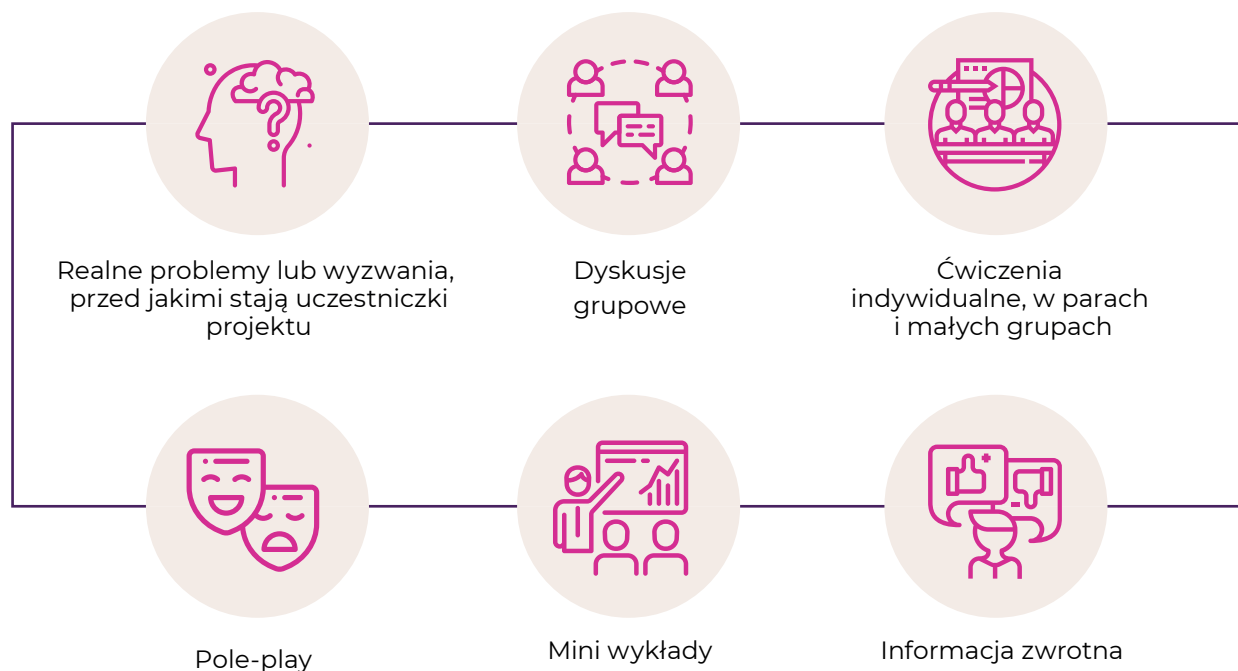 Realne problemy lub wyzwania,
przed jakimi stają uczestniczki
projektu
Dyskusje
grupowe
Ćwiczenia
indywidualne, w parach
i małych grupach
Pole-play
Mini wykłady
Informacja zwrotna